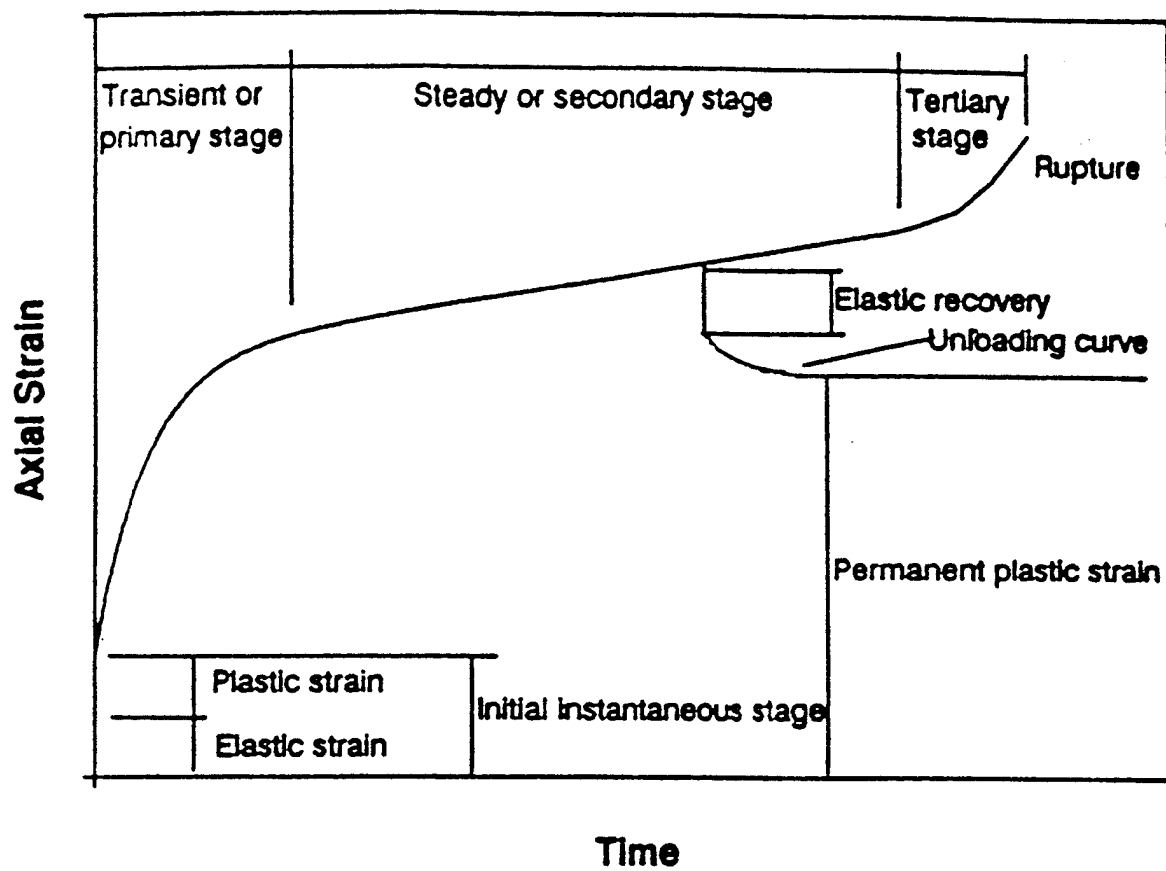 Transient or
primary stage
Steady or secondary stage
Tertiary
stage
Rupture
Elastic recovery
Unloading curve
Axial Strain
Permanent plastic strain
Plastic strain
Initial instantaneous stage
Elastic strain
Time